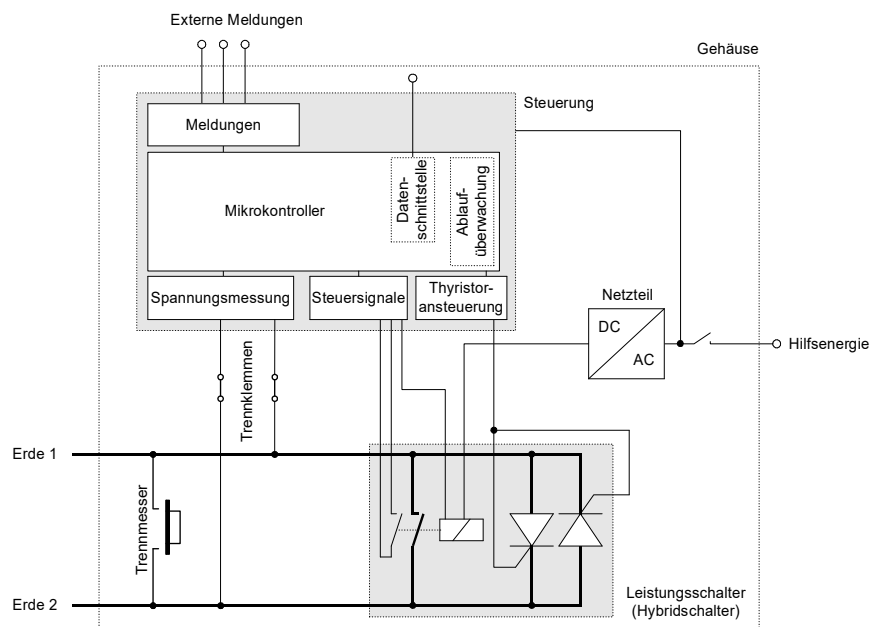 Externe Meldungen
Gehäuse
Steuerung
Meldungen
Mikrokontroller
Daten-
schnittstelle
Ablauf-
überwachung
Spannungsmessung
Steuersignale
Thyristor-
ansteuerung
Netzteil
DC
AC
Hilfsenergie
Trennklemmen
Erde 1
Trennmesser
Erde 2
Leistungsschalter
(Hybridschalter)